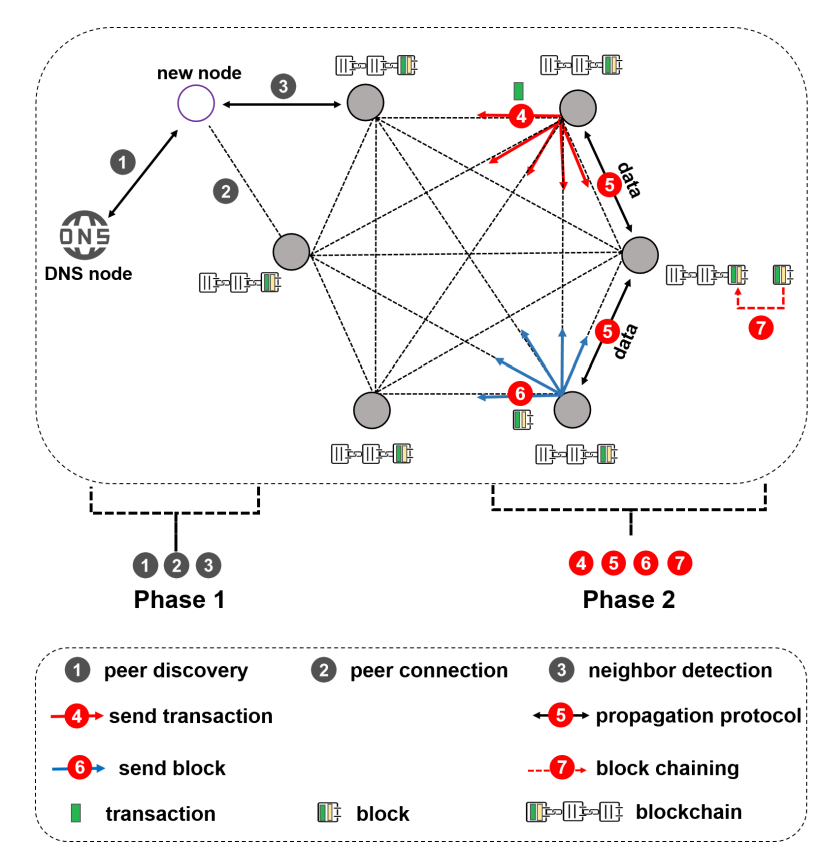 new node
3
4
1
5
data
2
DNS
DNS node
7
5
data
6
1 2 3
4 5 6 7
Phase 1
Phase 2
1 peer discovery
2 peer connection
3 neighbor detection
4 send transaction
5 propagation protocol
6 send block
7 block chaining
transaction
block
blockchain